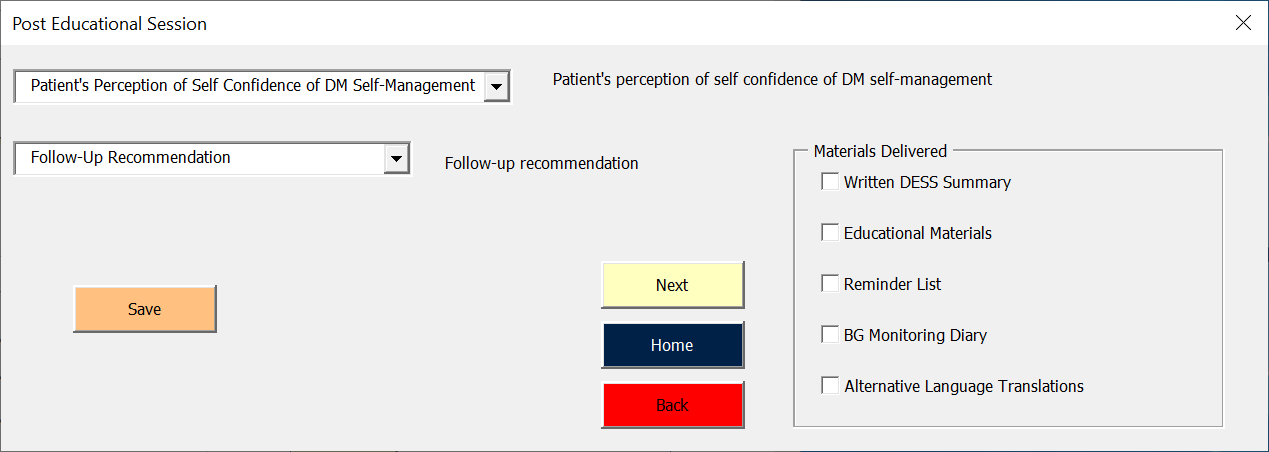 Post Educational Session
Patient's Perception of Self Confidence of DM Self-Management
Patient's perception of self confidence of DM self-management
Follow-Up Recommendation
Follow-up recommendation
Materials Delivered
Written DESS Summary
Educational Materials
Reminder List
BG Monitoring Diary
Alternative Language Translations
Save
Next
Home
Back